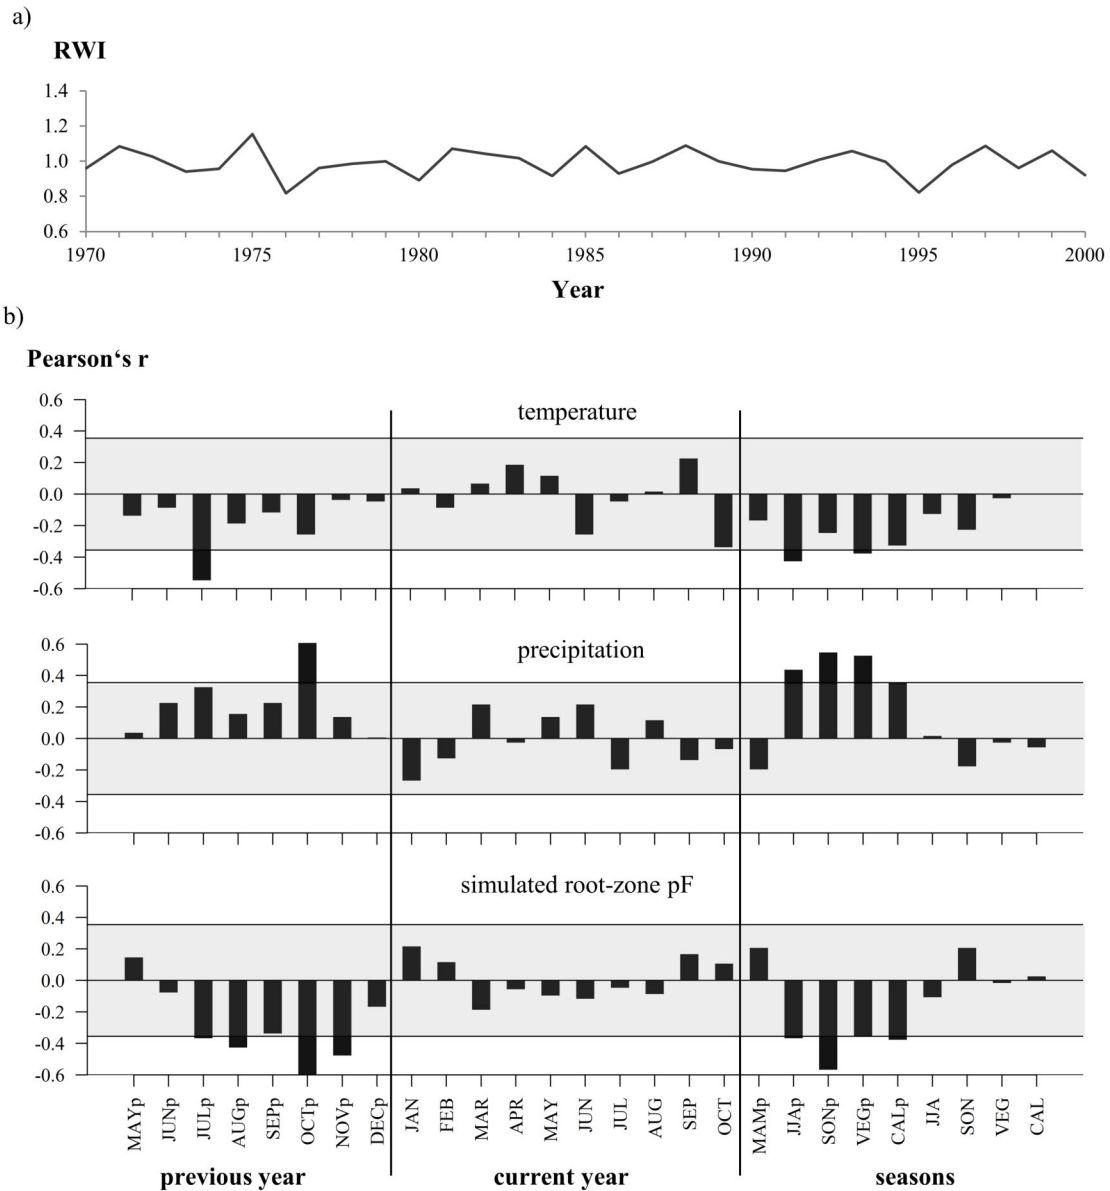 a)
RWI
1.4
1.2
1.0
0.8
0.6
1970 1975 1980 1985 1990 1995 2000
Year
b)
Pearson‘s r
temperature
0.6
0.4
0.2
0.0
-0.2
-0.4
-0.6
precipitation
0.6
0.4
0.2
0.0
-0.2
-0.4
-0.6
simulated root-zone pF
0.6
0.4
0.2
0.0
-0.2
-0.4
-0.6
MAYp JUNp JULp AUGp SEPp OCTp NOVp DECp JAN FEB MAR APR MAY JUN JUL AUG SEP OCT MAMp JJAp SONp VEGp CALp JJA SON VEG CAL
previous year current year seasons